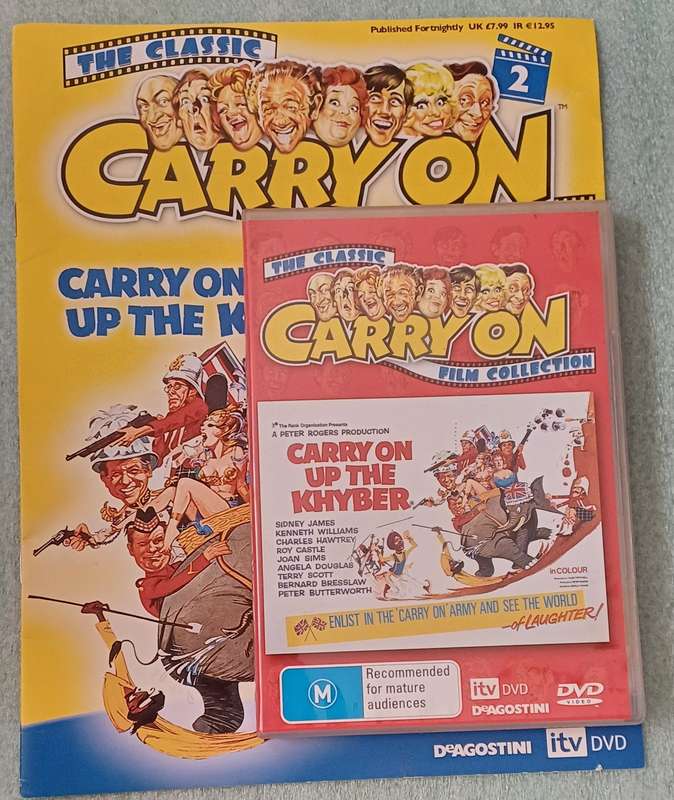 Published Fortnightly UK £7.99 IR €12.95
THE CLASSIC
2
CARRY ON
TM
CARRY ON
UP THE K
THE CLASSIC
CARRY ON
FILM COLLECTION
The Rank Organisation Presents
A PETER ROGERS PRODUCTION
CARRY ON
UP THE
KHYBER
SIDNEY JAMES
KENNETH WILLIAMS
CHARLES HAWTREY
ROY CASTLE
JOAN SIMS
ANGELA DOUGLAS
TERRY SCOTT
BERNARD BRESSLAW
PETER BUTTERWORTH
in COLOUR
ENLIST IN THE 'CARRY ON' ARMY AND SEE THE WORLD
—of LAUGHTER!
M
Recommended
for mature
audiences
itv DVD
DeAGOSTINI
DVD
VIDEO
DeAGOSTINI
itv DVD